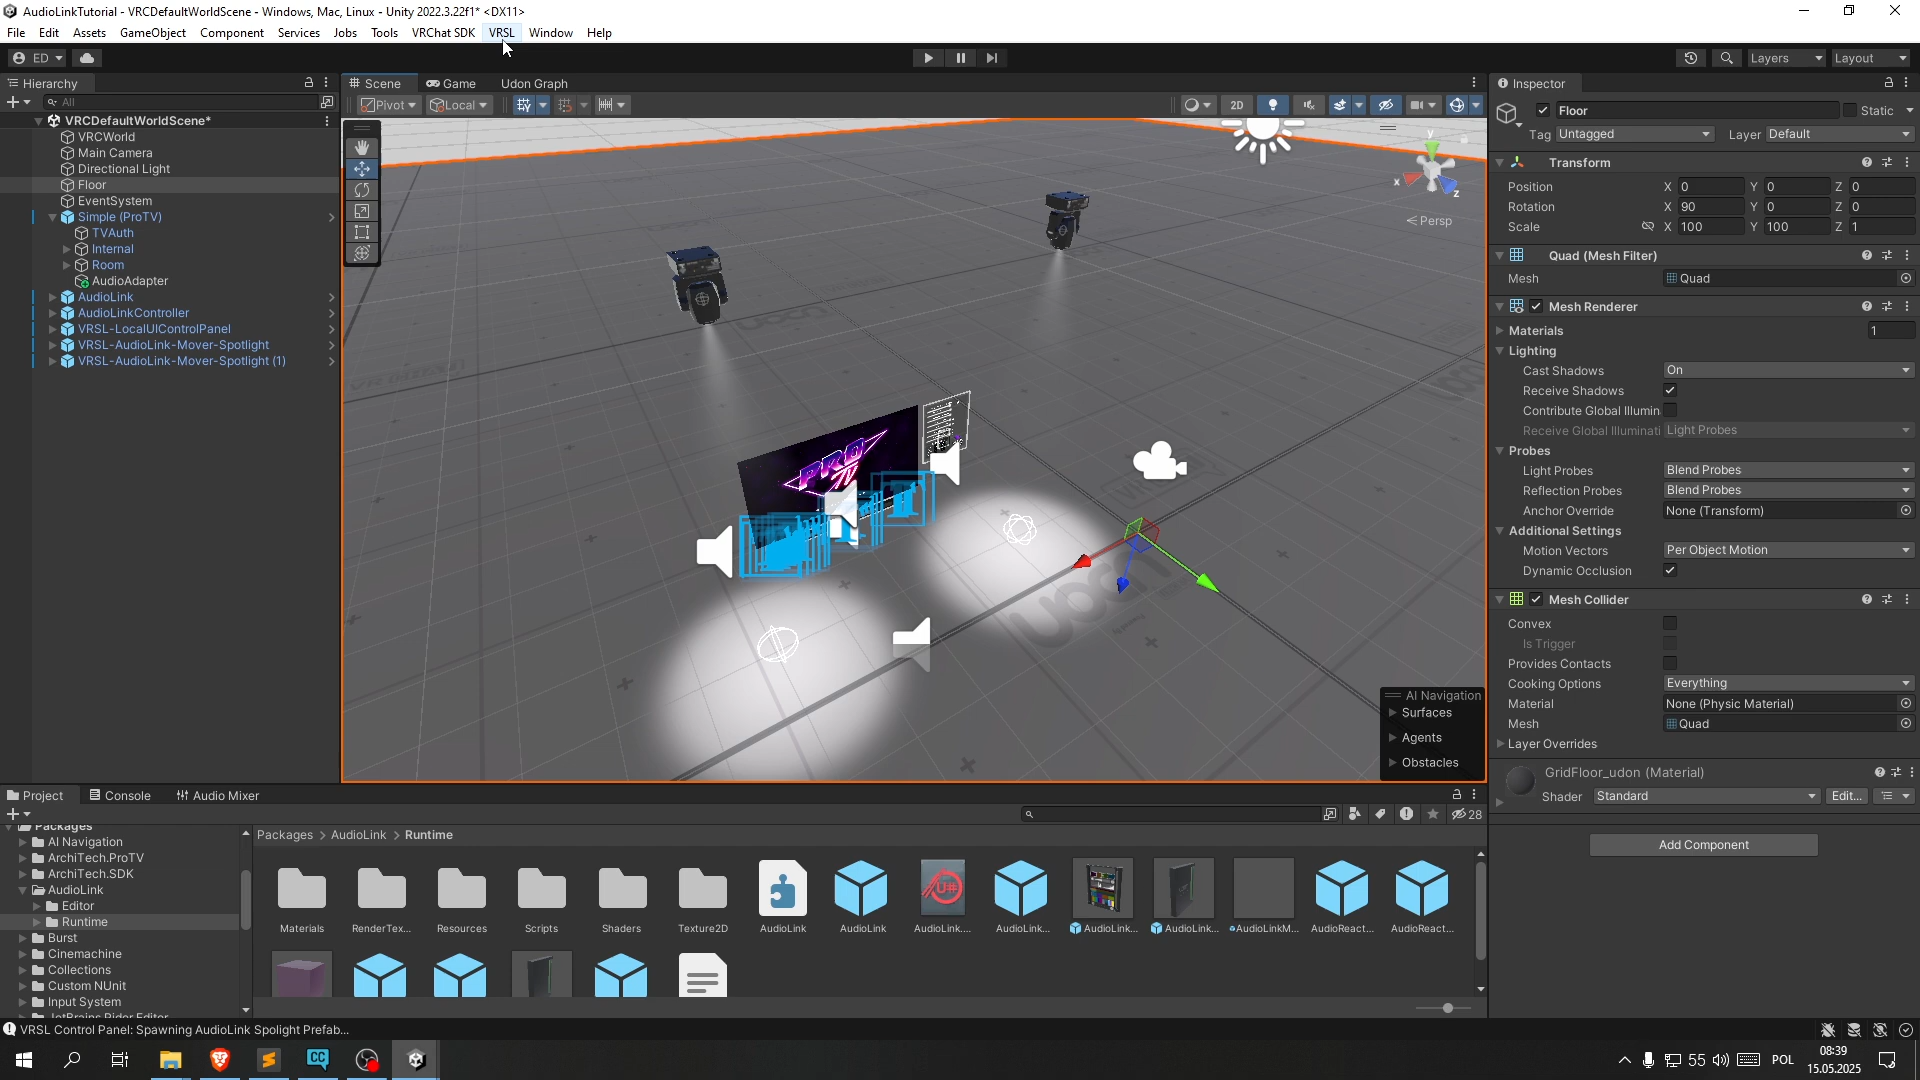 AudioLinkTutorial - VRCDefaultWorldScene - Windows, Mac, Linux - Unity 2022.3.22f1* <DX11>
File Edit Assets GameObject Component Services Jobs Tools VRChat SDK VRSL Window Help
ED Layers Layout
Hierarchy Scene Game Udon Graph Inspector
All Pivot Local 2D
VRCDefaultWorldScene*
VRCWorld
Main Camera
Directional Light
Floor
EventSystem
Simple (ProTV)
TVAuth
Internal
Room
AudioAdapter
AudioLink
AudioLinkController
VRSL-LocalUIControlPanel
VRSL-AudioLink-Mover-Spotlight
VRSL-AudioLink-Mover-Spotlight (1)
y
x
z
Persp
PRO
TV
udon
AI Navigation
Surfaces
Agents
Obstacles
Floor Static
Tag Untagged Layer Default
Transform
Position X 0 Y 0 Z 0
Rotation X 90 Y 0 Z 0
Scale X 100 Y 100 Z 1
Quad (Mesh Filter)
Mesh Quad
Mesh Renderer
Materials 1
Lighting
Cast Shadows On
Receive Shadows
Contribute Global Illumin
Receive Global Illuminati Light Probes
Probes
Light Probes Blend Probes
Reflection Probes Blend Probes
Anchor Override None (Transform)
Additional Settings
Motion Vectors Per Object Motion
Dynamic Occlusion
Mesh Collider
Convex
Is Trigger
Provides Contacts
Cooking Options Everything
Material None (Physic Material)
Mesh Quad
Layer Overrides
GridFloor_udon (Material)
Shader Standard Edit...
Add Component
Project Console Audio Mixer
28
Packages
AI Navigation
ArchiTech.ProTV
ArchiTech.SDK
AudioLink
Editor
Runtime
Burst
Cinemachine
Collections
Custom NUnit
Input System
JetBrains Rider Editor
Packages > AudioLink > Runtime
Materials RenderTex... Resources Scripts Shaders Texture2D AudioLink AudioLink AudioLink... AudioLink... AudioLink... AudioLink... AudioLinkM... AudioReact... AudioReact...
VRSL Control Panel: Spawning AudioLink Spolight Prefab...
CC 55 POL 08:39
15.05.2025